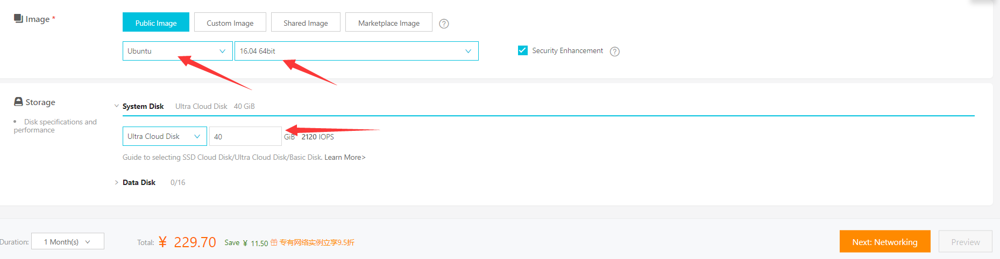 Image *
Public Image Custom Image Shared Image Marketplace Image ?
Ubuntu 16.04 64bit Security Enhancement ?
Storage
System Disk Ultra Cloud Disk 40 GiB
• Disk specifications and
performance
Ultra Cloud Disk 40 GiB 2120 IOPS
Guide to selecting SSD Cloud Disk/Ultra Cloud Disk/Basic Disk. Learn More>
Data Disk 0/16
Duration: 1 Month(s) Total: ¥ 229.70 Save ¥ 11.50 专有网络实例立享9.5折 Next: Networking Preview